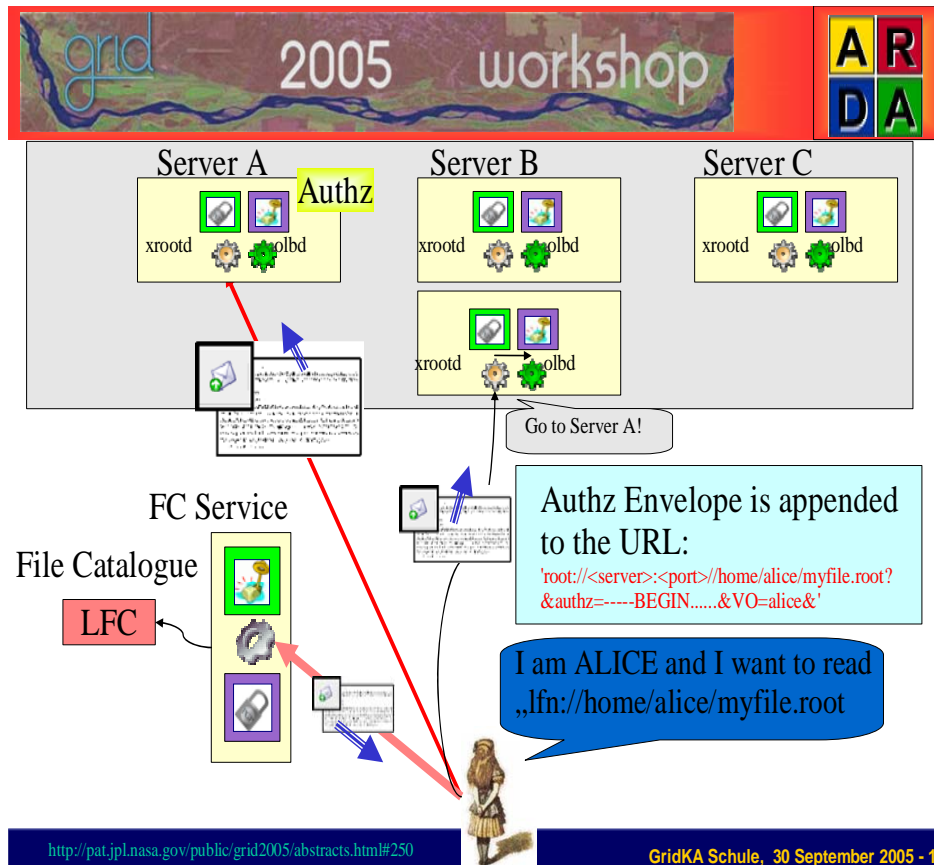 grid 2005 workshop
A R
D A
Server A
Server B
Server C
Authz
xrootd
olbd
xrootd
olbd
xrootd
olbd
xrootd
olbd
Go to Server A!
FC Service
File Catalogue
LFC
Authz Envelope is appended
to the URL:
'root://<server>:<port>//home/alice/myfile.root?
&authz=-----BEGIN......&VO=alice&'
I am ALICE and I want to read
„lfn://home/alice/myfile.root
http://pat.jpl.nasa.gov/public/grid2005/abstracts.html#250
GridKA Schule, 30 September 2005 - 1